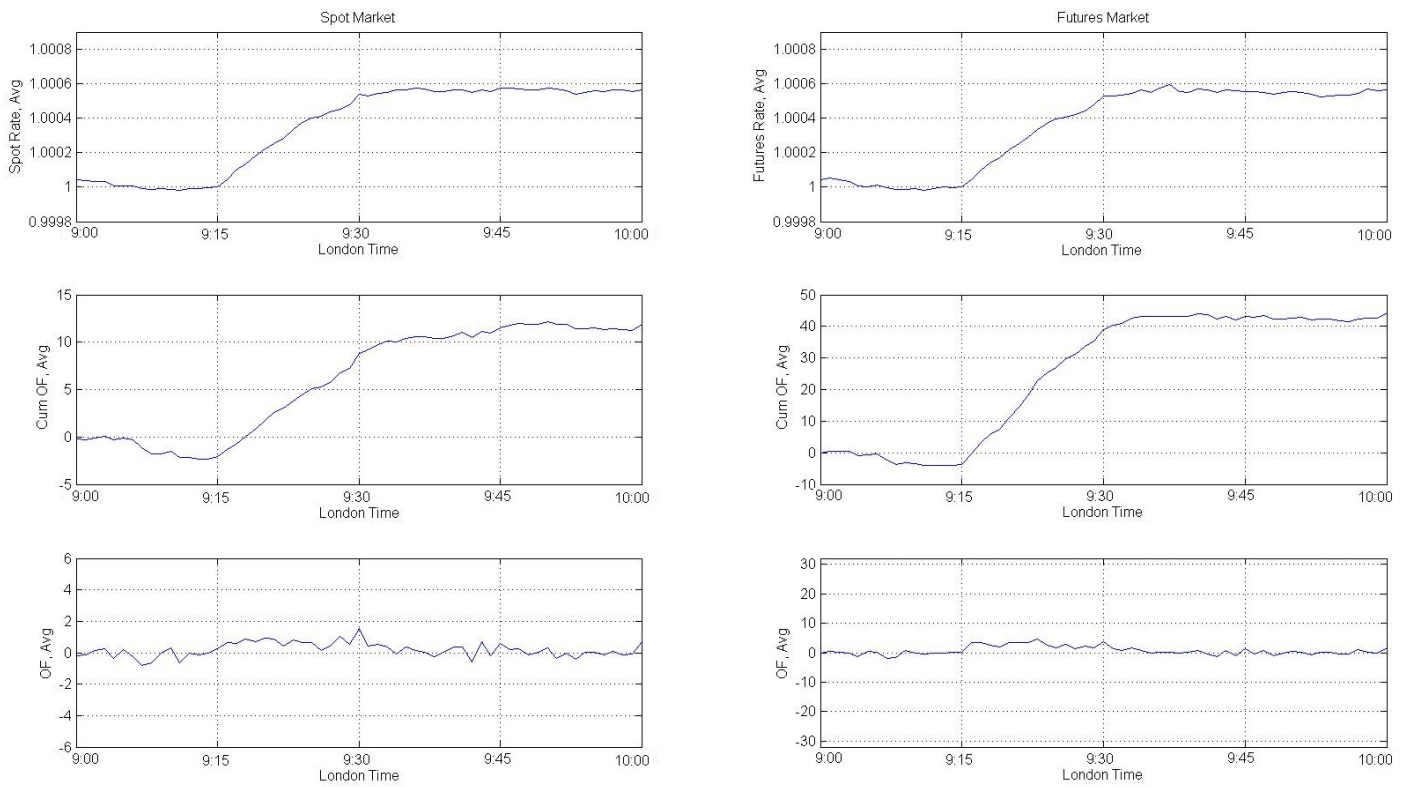 Spot Market
Spot Rate, Avg
1.0008
1.0006
1.0004
1.0002
1
0.9998
9:00 9:15 9:30 9:45 10:00
London Time
Futures Market
Futures Rate, Avg
1.0008
1.0006
1.0004
1.0002
1
0.9998
9:00 9:15 9:30 9:45 10:00
London Time
Cum OF, Avg
15
10
5
0
-5
9:00 9:15 9:30 9:45 10:00
London Time
Cum OF, Avg
50
40
30
20
10
0
-10
9:00 9:15 9:30 9:45 10:00
London Time
OF, Avg
6
4
2
0
-2
-4
-6
9:00 9:15 9:30 9:45 10:00
London Time
OF, Avg
30
20
10
0
-10
-20
-30
9:00 9:15 9:30 9:45 10:00
London Time